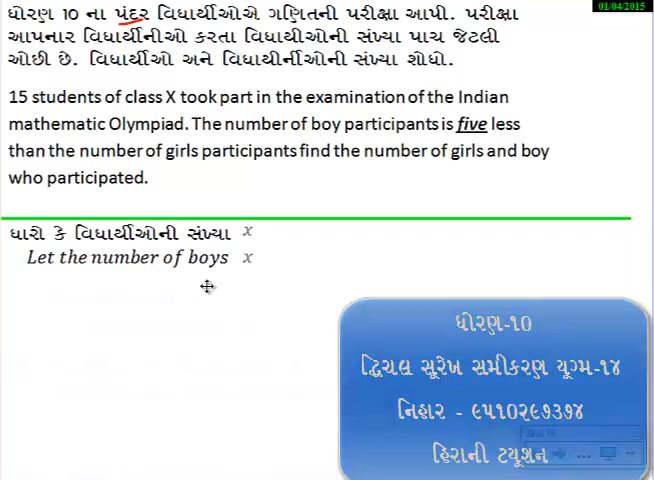 01/04/2015
ધોરણ 10 ના પંદર વિધાર્થીઓએ ગણિતની પરીક્ષા આપી. પરીક્ષા
આપનાર વિધાર્થીનીઓ કરતા વિધાથીઓની સંખ્યા પાચ જેટલી
ઓછી છે. વિધાર્થીઓ અને વિધાથીર્નીઓની સંખ્યા શોધો.
15 students of class X took part in the examination of the Indian
mathematic Olympiad. The number of boy participants is five less
than the number of girls participants find the number of girls and boy
who participated.
ધારો કે વિધાર્થીઓની સંખ્યા x
Let the number of boys x
ધોરણ-૧0
દ્વિચલ સૂરેખ સમીકરણ યૂગ્મ-૧૪
નિહાર - ૯૫૧0૨૯૭૩૭૪
હિરાની ટયૂશન